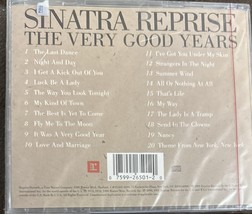 SINATRA REPRISE
THE VERY GOOD YEARS
1 The Last Dance
2 Night And Day
3 I Get A Kick Out Of You
4 Luck Be A Lady
5 The Way You Look Tonight
6 My Kind Of Town
7 The Best Is Yet To Come
8 Fly Me To The Moon
9 It Was A Very Good Year
10 Love And Marriage
11 I've Got You Under My Skin
12 Strangers In The Night
13 Summer Wind
14 All Or Nothing At All
15 That's Life
16 My Way
17 The Lady Is A Tramp
18 Send In The Clowns
19 Nancy
20 Theme From New York, New York
7599-26501-2